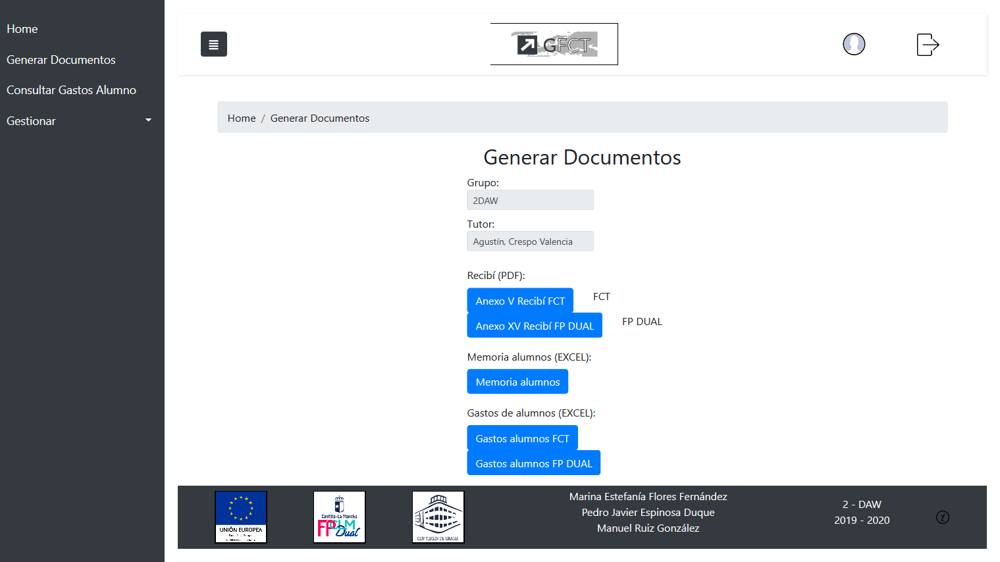 Home
Generar Documentos
Consultar Gastos Alumno
Gestionar
GFCT
Home / Generar Documentos
Generar Documentos
Grupo:
2DAW
Tutor:
Agustín, Crespo Valencia
Recibí (PDF):
Anexo V Recibí FCT
FCT
Anexo XV Recibí FP DUAL
FP DUAL
Memoria alumnos (EXCEL):
Memoria alumnos
Gastos de alumnos (EXCEL):
Gastos alumnos FCT
Gastos alumnos FP DUAL
UNIÓN EUROPEA
Castilla-La Mancha
FPCLM
Dual
CIFP VIRGEN DE GRACIA
Marina Estefanía Flores Fernández
Pedro Javier Espinosa Duque
Manuel Ruiz González
2 - DAW
2019 - 2020
i